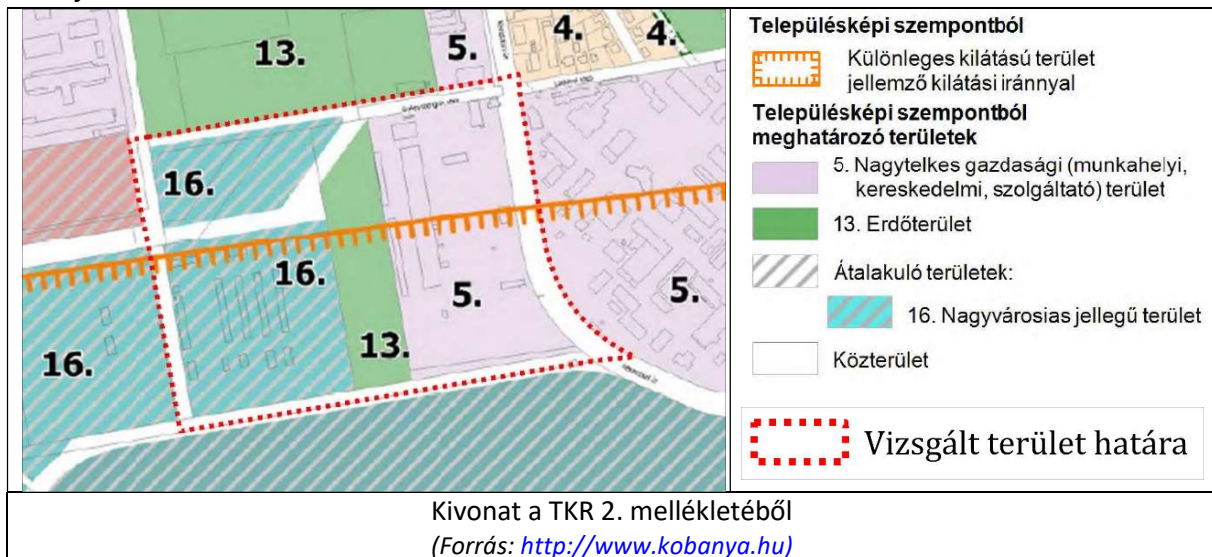 13.
5.
4.
4.
16.
16.
5.
5.
16.
13.
Településképi szempontból
Különleges kilátású terület
jellemző kilátási iránnyal
Településképi szempontból
meghatározó területek
5. Nagytelkes gazdasági (munkahelyi,
kereskedelmi, szolgáltató) terület
13. Erdőterület
Átalakuló területek:
16. Nagyvárosias jellegű terület
Közterület
Vizsgált terület határa
Kivonat a TKR 2. mellékletéből
(Forrás: http://www.kobanya.hu)